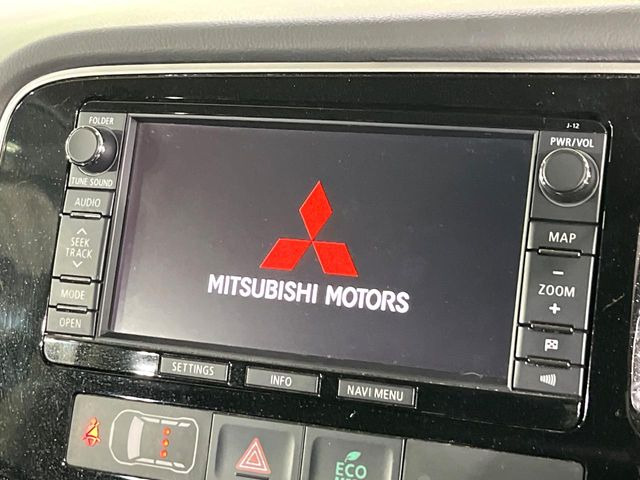 J-12
FOLDER
TUNE SOUND
AUDIO
SEEK
TRACK
MODE
OPEN
MITSUBISHI MOTORS
PWR/VOL
MAP
ZOOM
SETTINGS
INFO
NAVI MENU
ECO